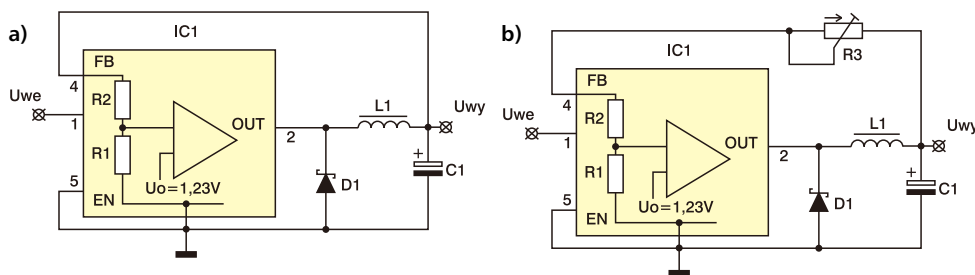 a)
IC1
FB
4
R2
Uwe
1
L1
Uwy
OUT
2
R1
+
C1
5
EN
Uo=1,23V
D1
b)
R3
IC1
FB
4
R2
Uwe
1
L1
Uwy
OUT
2
R1
+
C1
5
EN
Uo=1,23V
D1